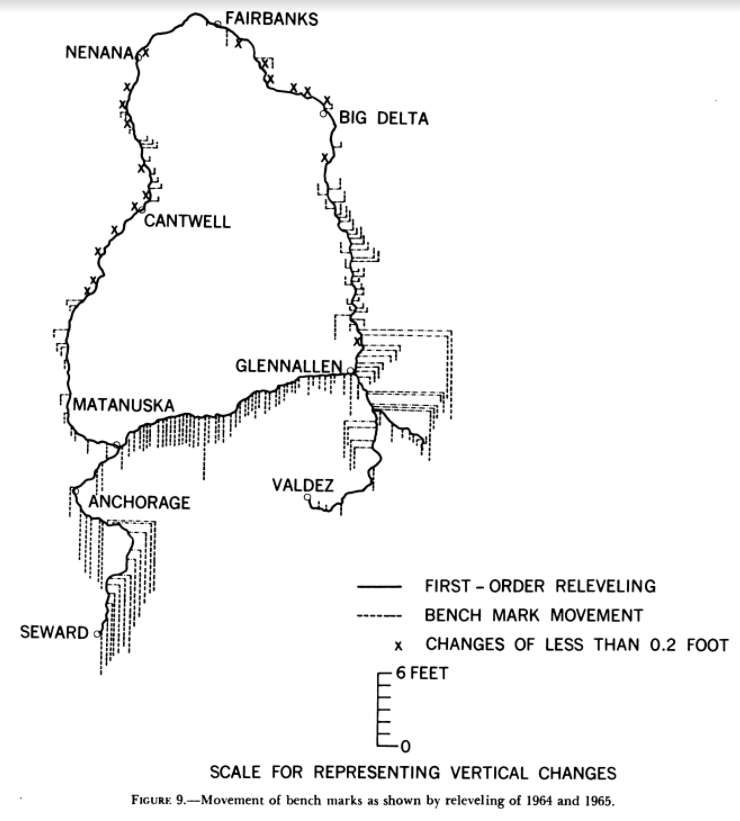 FAIRBANKS
NENANA
BIG DELTA
CANTWELL
GLENNALLEN
MATANUSKA
VALDEZ
ANCHORAGE
SEWARD
FIRST - ORDER RELEVELING
BENCH MARK MOVEMENT
x CHANGES OF LESS THAN 0.2 FOOT
6 FEET
0
SCALE FOR REPRESENTING VERTICAL CHANGES
FIGURE 9.—Movement of bench marks as shown by releveling of 1964 and 1965.